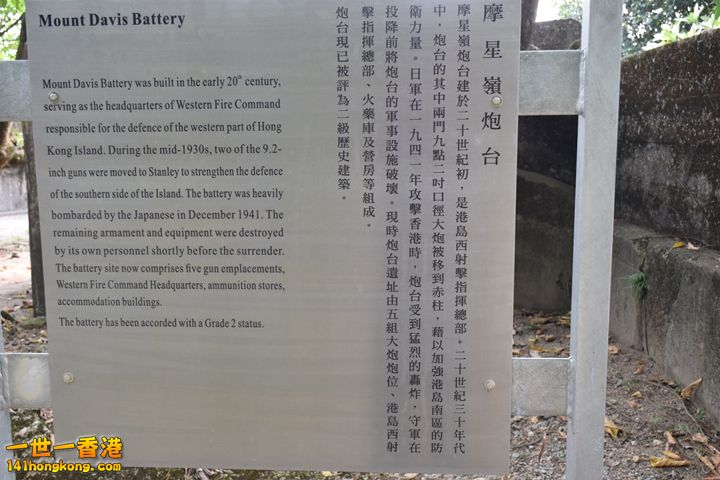 Mount Davis Battery
Mount Davis Battery was built in the early 20th century,
serving as the headquarters of Western Fire Command
responsible for the defence of the western part of Hong
Kong Island. During the mid-1930s, two of the 9.2-
inch guns were moved to Stanley to strengthen the defence
of the southern side of the Island. The battery was heavily
bombarded by the Japanese in December 1941. The
remaining armament and equipment were destroyed
by its own personnel shortly before the surrender.
The battery site now comprises five gun emplacements,
Western Fire Command Headquarters, ammunition stores,
accommodation buildings.
The battery has been accorded with a Grade 2 status.
摩星嶺炮台
摩星嶺炮台建於二十世紀初，是港島西射擊指揮總部。二十世紀三十年代
中，炮台的其中兩門九點二吋口徑大炮被移到赤柱，藉以加強港島南區的防
衛力量。日軍在一九四一年攻擊香港時，炮台受到猛烈的轟炸，守軍在
投降前將炮台的軍事設施破壞。現時炮台遺址由五組大炮炮位、港島西射
擊指揮總部、火藥庫及營房等組成。
炮台現已被評為二級歷史建築。
一世一香港
141hongkong.com